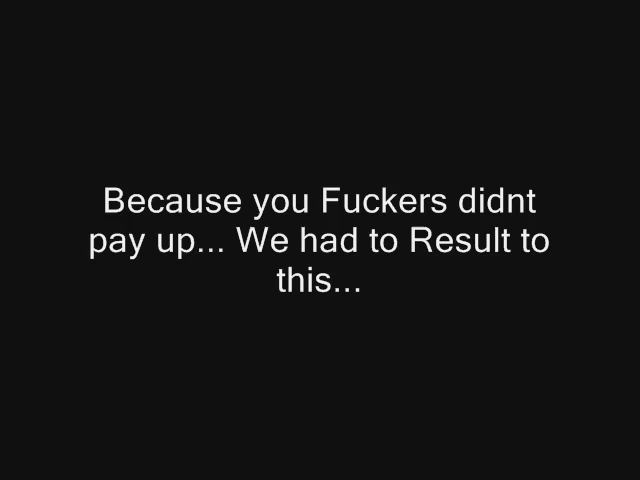 Because you Fuckers didnt
pay up... We had to Result to
this...